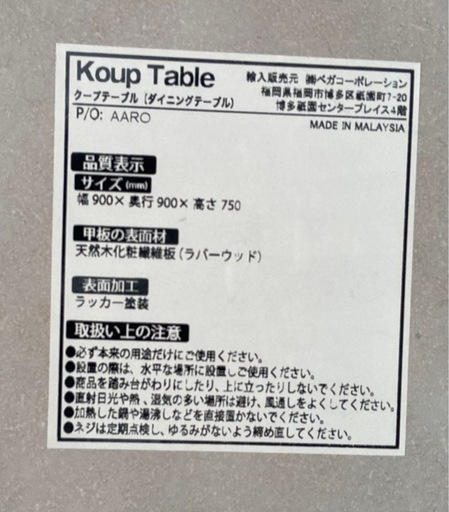 Koup Table
クープテーブル (ダイニングテーブル)
P/O: AARO
輸入販売元 ㈱ベガコーポレーション
福岡県福岡市博多区祇園町7-20
博多祇園センタープレイス4階
MADE IN MALAYSIA
品質表示
サイズ(mm)
幅 900× 奥行 900× 高さ 750
甲板の表面材
天然木化粧繊維板 (ラバーウッド)
表面加工
ラッカー塗装
取扱い上の注意
●必ず本来の用途だけにご使用ください。
●設置の際は、水平な場所に設置しご使用ください。
●商品を踏み台がわりにしたり、上に立ったりしないでください。
●直射日光や熱、湿気の多い場所は避け、風通しをよくしてください。
●加熱した鍋や湯沸しなどを直接置かないでください。
●ネジは定期点検し、ゆるみがないよう締め直してください。